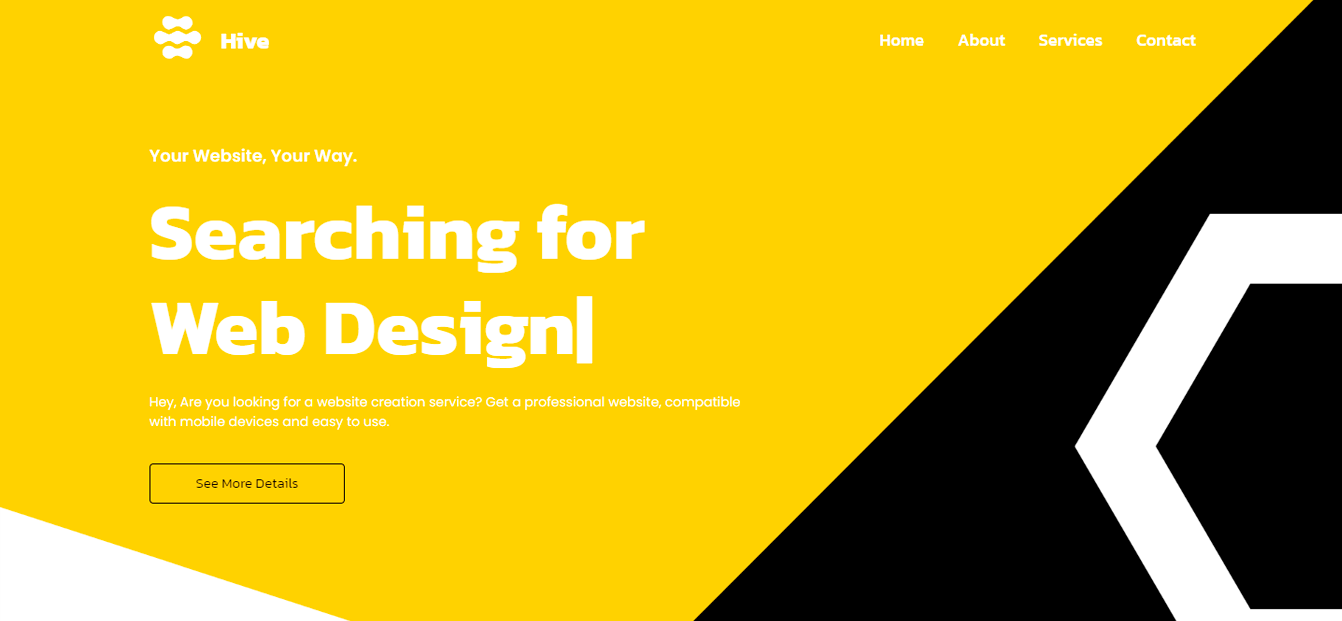 Hive
Home
About
Services
Contact
Your Website, Your Way.
Searching for
Web Design|
Hey, Are you looking for a website creation service? Get a professional website, compatible
with mobile devices and easy to use.
See More Details